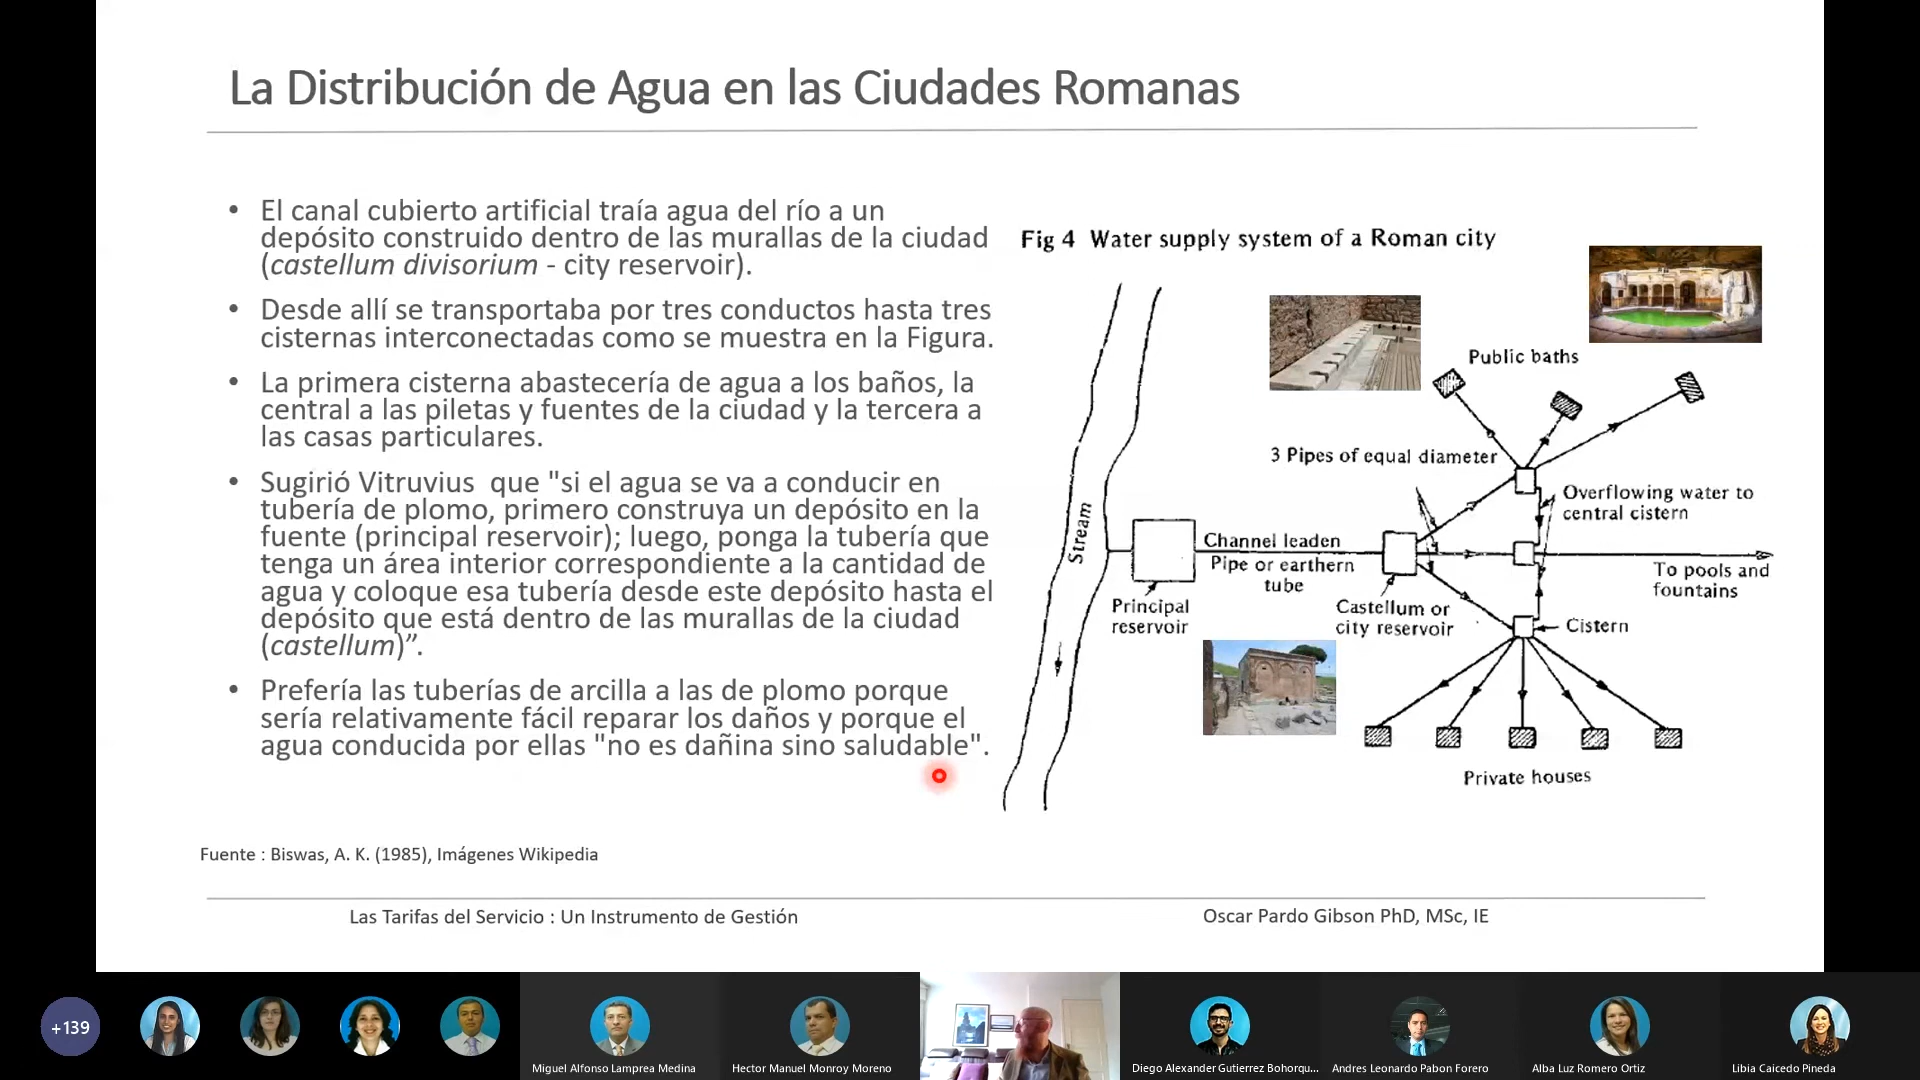 La Distribución de Agua en las Ciudades Romanas
• El canal cubierto artificial traía agua del río a un
depósito construido dentro de las murallas de la ciudad
(castellum divisorium - city reservoir).
• Desde allí se transportaba por tres conductos hasta tres
cisternas interconectadas como se muestra en la Figura.
• La primera cisterna abastecería de agua a los baños, la
central a las piletas y fuentes de la ciudad y la tercera a
las casas particulares.
• Sugirió Vitruvius que "si el agua se va a conducir en
tubería de plomo, primero construya un depósito en la
fuente (principal reservoir); luego, ponga la tubería que
tenga un área interior correspondiente a la cantidad de
agua y coloque esa tubería desde este depósito hasta el
depósito que está dentro de las murallas de la ciudad
(castellum)”.
• Prefería las tuberías de arcilla a las de plomo porque
sería relativamente fácil reparar los daños y porque el
agua conducida por ellas "no es dañina sino saludable".
Fig 4 Water supply system of a Roman city
Public baths
3 Pipes of equal diameter
Overflowing water to
central cistern
Stream
Channel leaden
Pipe or earthern
tube
To pools and
fountains
Principal
reservoir
Castellum or
city reservoir
Cistern
Private houses
Fuente : Biswas, A. K. (1985), Imágenes Wikipedia
Las Tarifas del Servicio : Un Instrumento de Gestión
Oscar Pardo Gibson PhD, MSc, IE
+139
Miguel Alfonso Lamprea Medina
Hector Manuel Monroy Moreno
Diego Alexander Gutierrez Bohorqu...
Andres Leonardo Pabon Forero
Alba Luz Romero Ortiz
Libia Caicedo Pineda